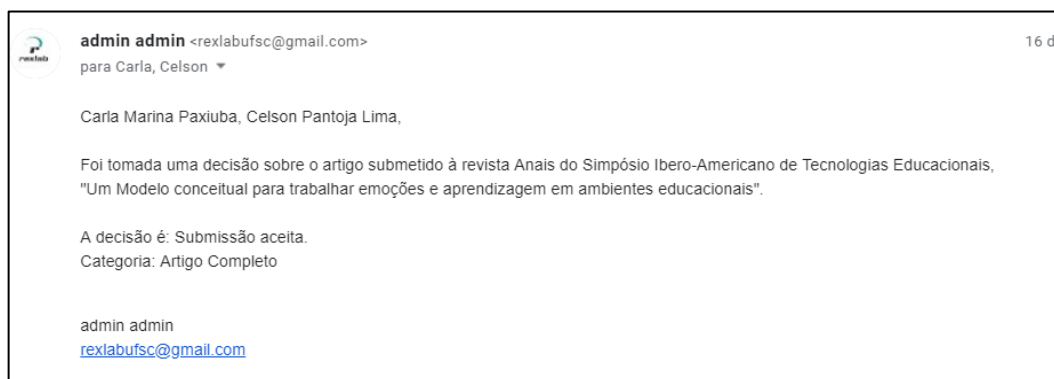 admin admin <rexlabufsc@gmail.com>
16 d
rexlab
para Carla, Celson
Carla Marina Paxiuba, Celson Pantoja Lima,
Foi tomada uma decisão sobre o artigo submetido à revista Anais do Simpósio Ibero-Americano de Tecnologias Educacionais,
"Um Modelo conceitual para trabalhar emoções e aprendizagem em ambientes educacionais".
A decisão é: Submissão aceita.
Categoria: Artigo Completo
admin admin
rexlabufsc@gmail.com